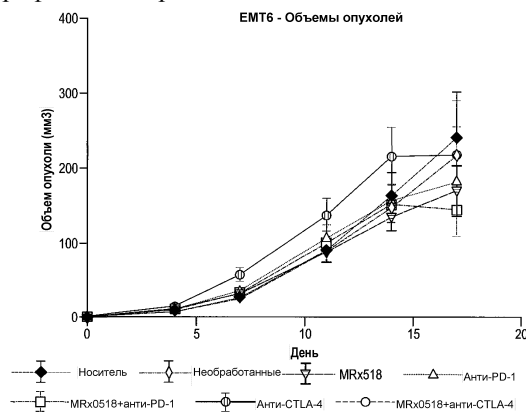 EMT6 - Объемы опухолей
400
300
200
100
0
Объем опухоли (мм3)
0 5 10 15 20
День
Носитель Необработанные MRx518 Анти-PD-1
MRx0518+анти-PD-1 Анти-CTLA-4 MRx0518+анти-CTLA-4